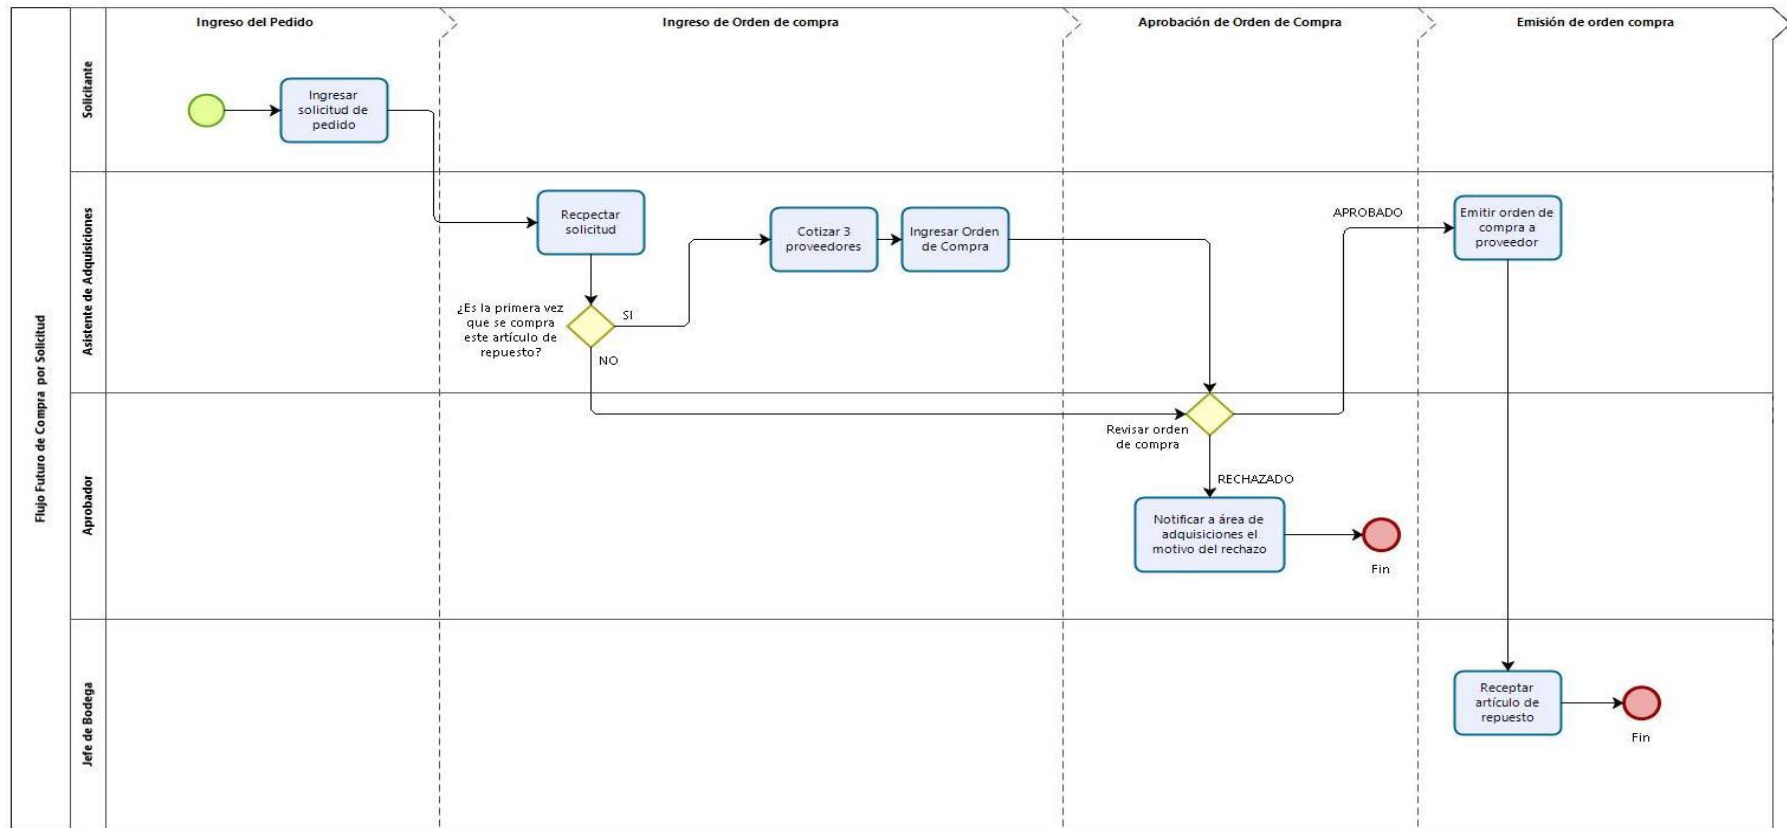 Ingreso del Pedido
Ingreso de Orden de compra
Aprobación de Orden de Compra
Emisión de orden compra
Flujo Futuro de Compra por Solicitud
Solicitante
Ingresar
solicitud de
pedido
Asistente de Adquisiciones
Recpectar
solicitud
¿Es la primera vez
que se compra
este artículo de
repuesto?
SI
NO
Cotizar 3
proveedores
Ingresar Orden
de Compra
APROBADO
Emitir orden de
compra a
proveedor
Aprobador
Revisar orden
de compra
RECHAZADO
Notificar a área de
adquisiciones el
motivo del rechazo
Fin
Jefe de Bodega
Receptar
artículo de
repuesto
Fin